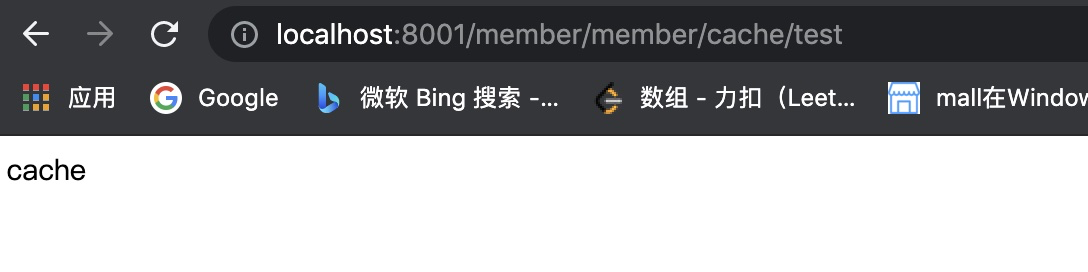 localhost:8001/member/member/cache/test
应用 Google 微软 Bing 搜索 -... 数组 - 力扣（Leet... mall在Window
cache